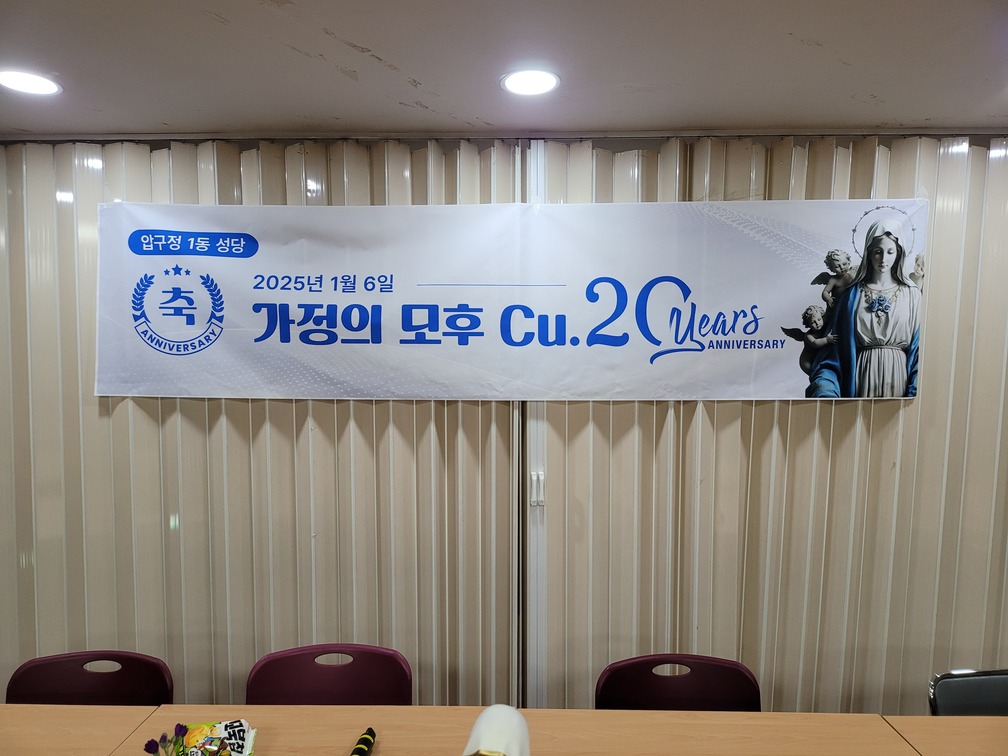 압구정 1동 성당
축
ANNIVERSARY
2025년 1월 6일
가정의 모후 Cu. 20 Years
ANNIVERSARY